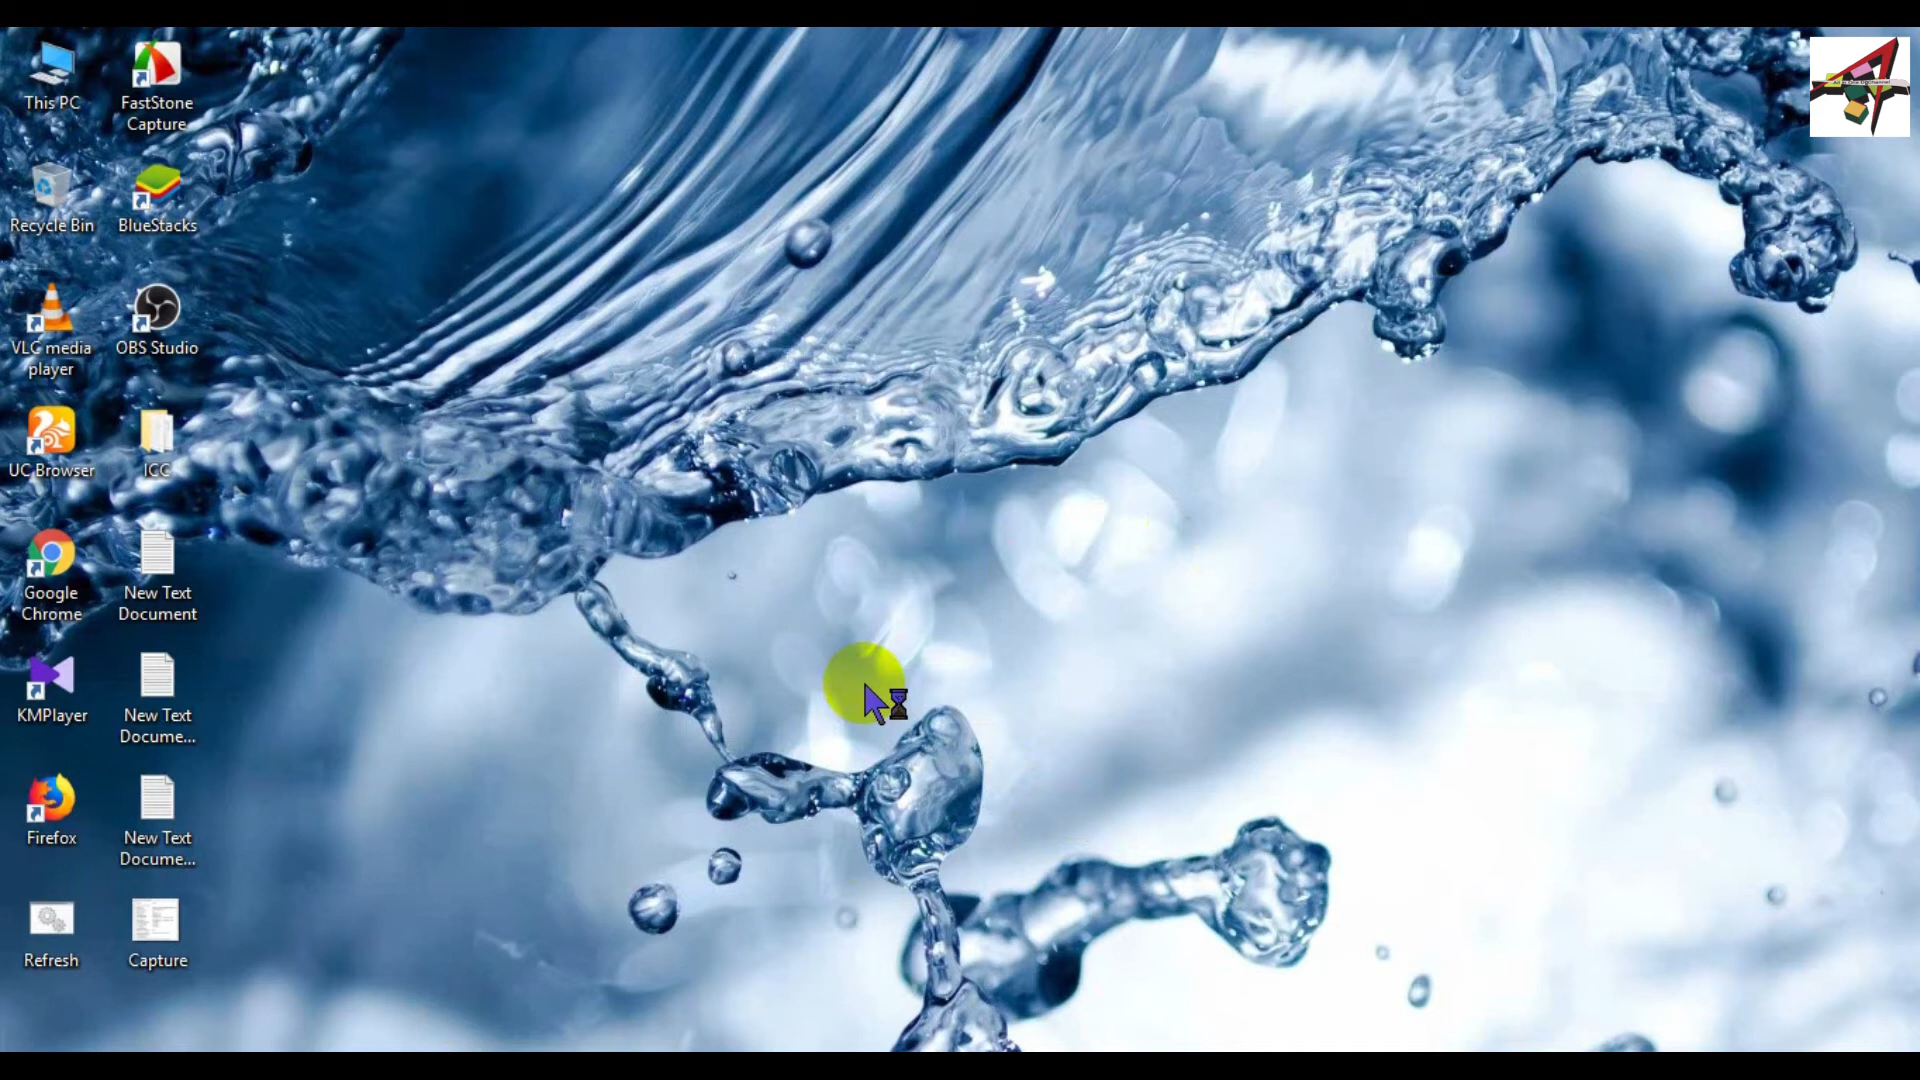 This PC
FastStone
Capture
Recycle Bin
BlueStacks
VLC media
player
OBS Studio
UC Browser
ICC
Google
Chrome
New Text
Document
KMPlayer
New Text
Docume...
Firefox
New Text
Docume...
Refresh
Capture